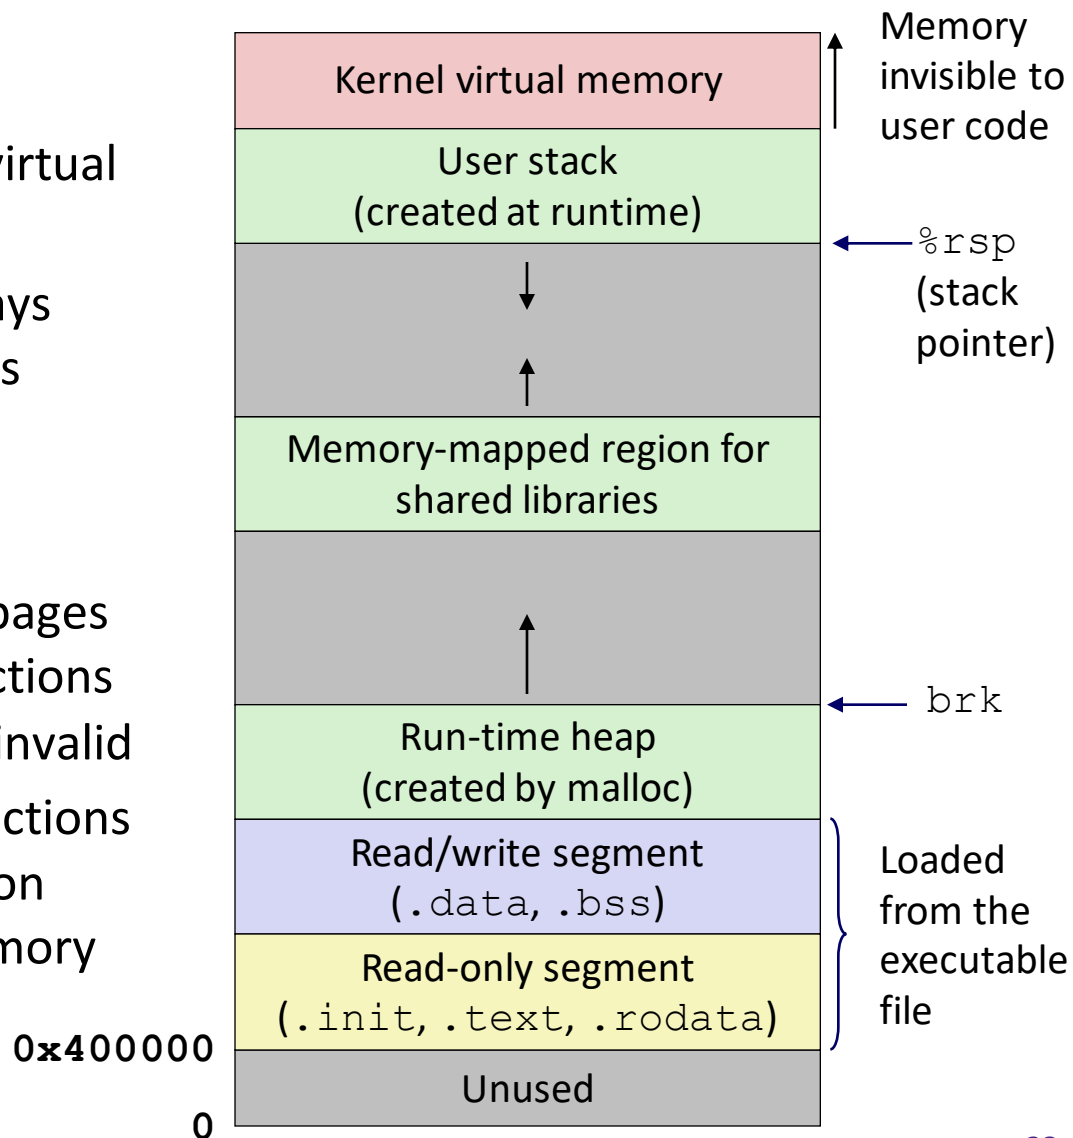 virtual
ays
s
pages
ctions
invalid
ctions
on
mory
Kernel virtual memory
User stack
(created at runtime)
Memory-mapped region for
shared libraries
Run-time heap
(created by malloc)
Read/write segment
(.data, .bss)
Read-only segment
(.init, .text, .rodata)
Unused
0x400000
0
Memory
invisible to
user code
%rsp
(stack
pointer)
brk
Loaded
from the
executable
file